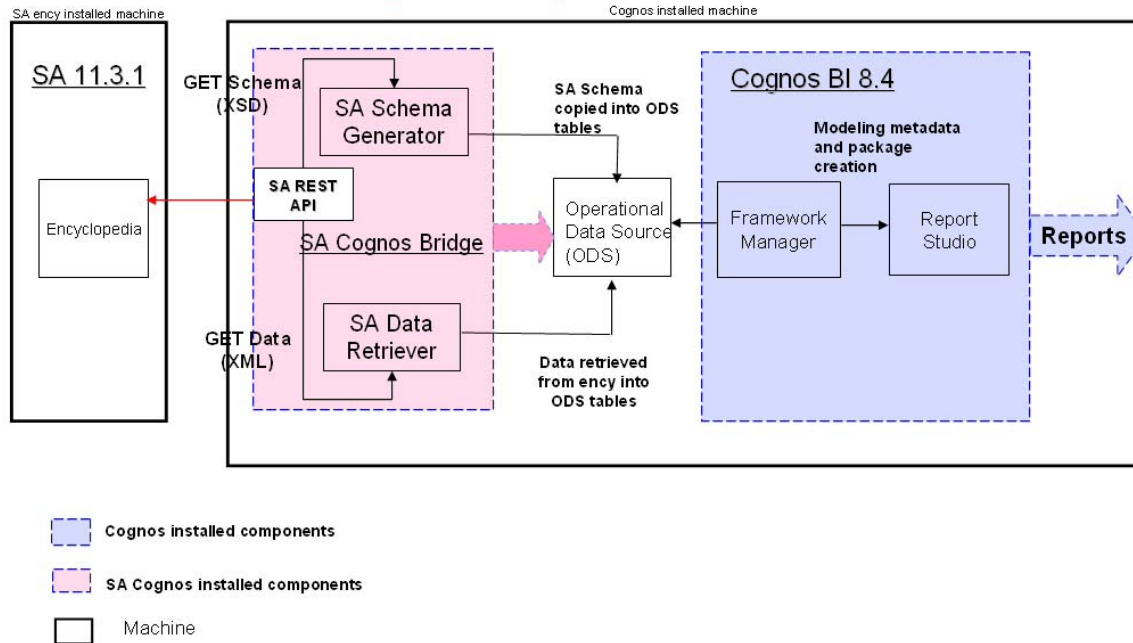 SA ency installed machine
Cognos installed machine
SA 11.3.1
Encyclopedia
GET Schema
(XSD)
SA Schema
Generator
SA REST
API
SA Cognos Bridge
GET Data
(XML)
SA Data
Retriever
SA Schema
copied into ODS
tables
Operational
Data Source
(ODS)
Data retrieved
from ency into
ODS tables
Cognos BI 8.4
Modeling metadata
and package
creation
Framework
Manager
Report
Studio
Reports
Cognos installed components
SA Cognos installed components
Machine